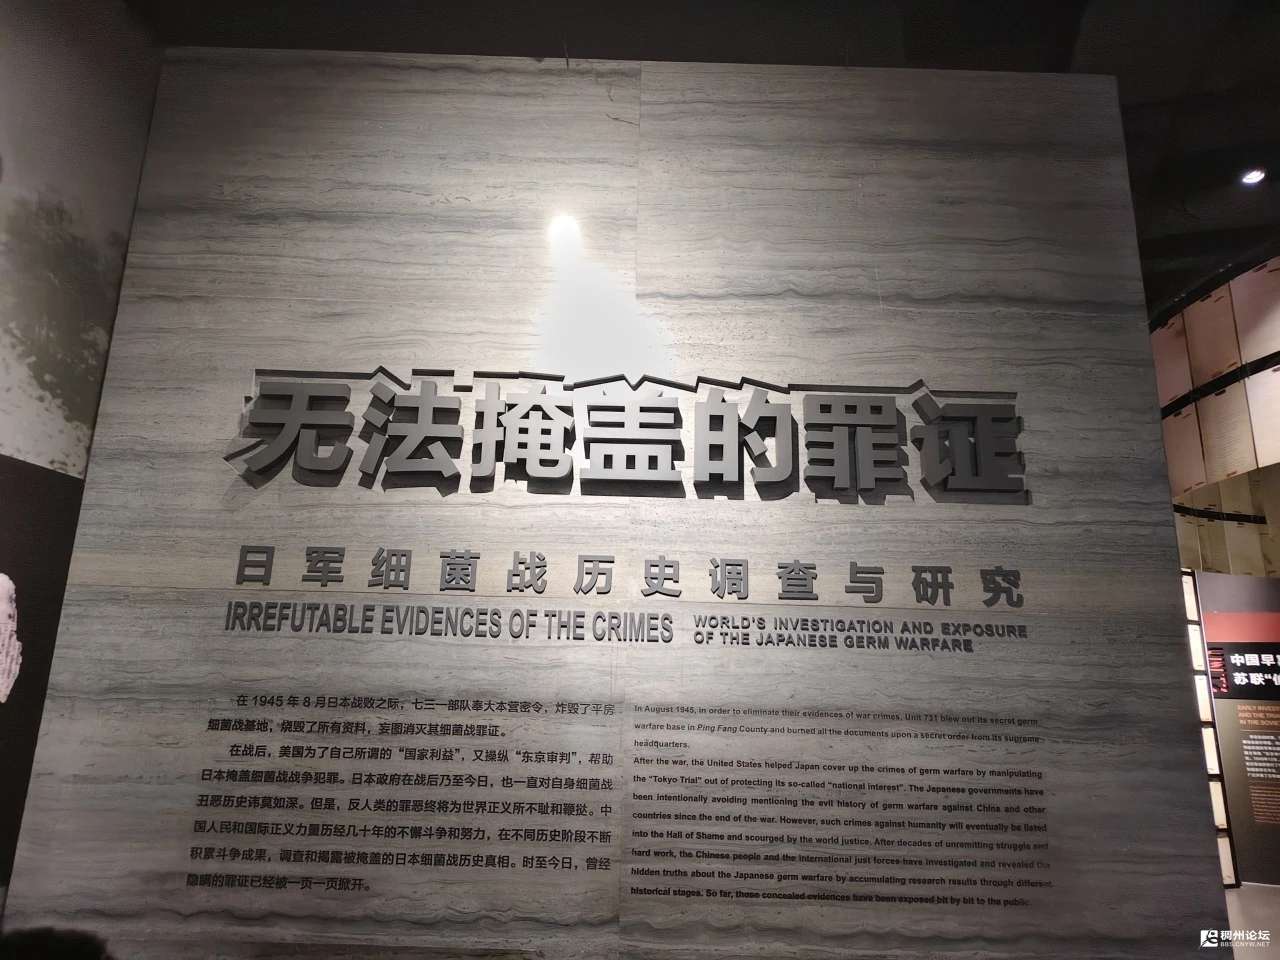 无法掩盖的罪证
日军细菌战历史调查与研究
IRREFUTABLE EVIDENCES OF THE CRIMES
WORLD'S INVESTIGATION AND EXPOSURE
OF THE JAPANESE GERM WARFARE
在1945年8月日本战败之际，七三一部队奉大本营密令，炸毁了平房
细菌战基地，烧毁了所有资料，妄图消灭其细菌战罪证。
在战后，美国为了自己所谓的“国家利益”，又操纵“东京审判”，帮助
日本掩盖细菌战战争犯罪。日本政府在战后乃至今日，也一直对自身细菌战
丑恶历史讳莫如深。但是，反人类的罪恶终将为世界正义所不耻和鞭挞。中
国人民和国际正义力量历经几十年的不懈斗争和努力，在不同历史阶段不断
积累斗争成果，调查和揭露被掩盖的日本细菌战历史真相。时至今日，曾经
隐瞒的罪证已经被一页一页掀开。
In August 1945, in order to eliminate their evidences of war crimes, Unit 731 blew out its secret germ
warfare base in Ping Fang County and burned all the documents upon a secret order from its supreme
headquarters.
After the war, the United States helped Japan cover up the crimes of germ warfare by manipulating
the “Tokyo Trial” out of protecting its so-called “national interest”. The Japanese governments have
been intentionally avoiding mentioning the evil history of germ warfare against China and other
countries since the end of the war. However, such crimes against humanity will eventually be listed
into the Hall of Shame and scourged by the world justice. After decades of unremitting struggle and
hard work, the Chinese people and the international just forces have investigated and revealed the
hidden truths about the Japanese germ warfare by accumulating research results through different
historical stages. So far, those concealed evidences have been exposed bit by bit to the public.
中国早
苏联“
EARLY INVES
AND THE TR
IN THE SOV
稠州论坛
BBS.CNYW.NET